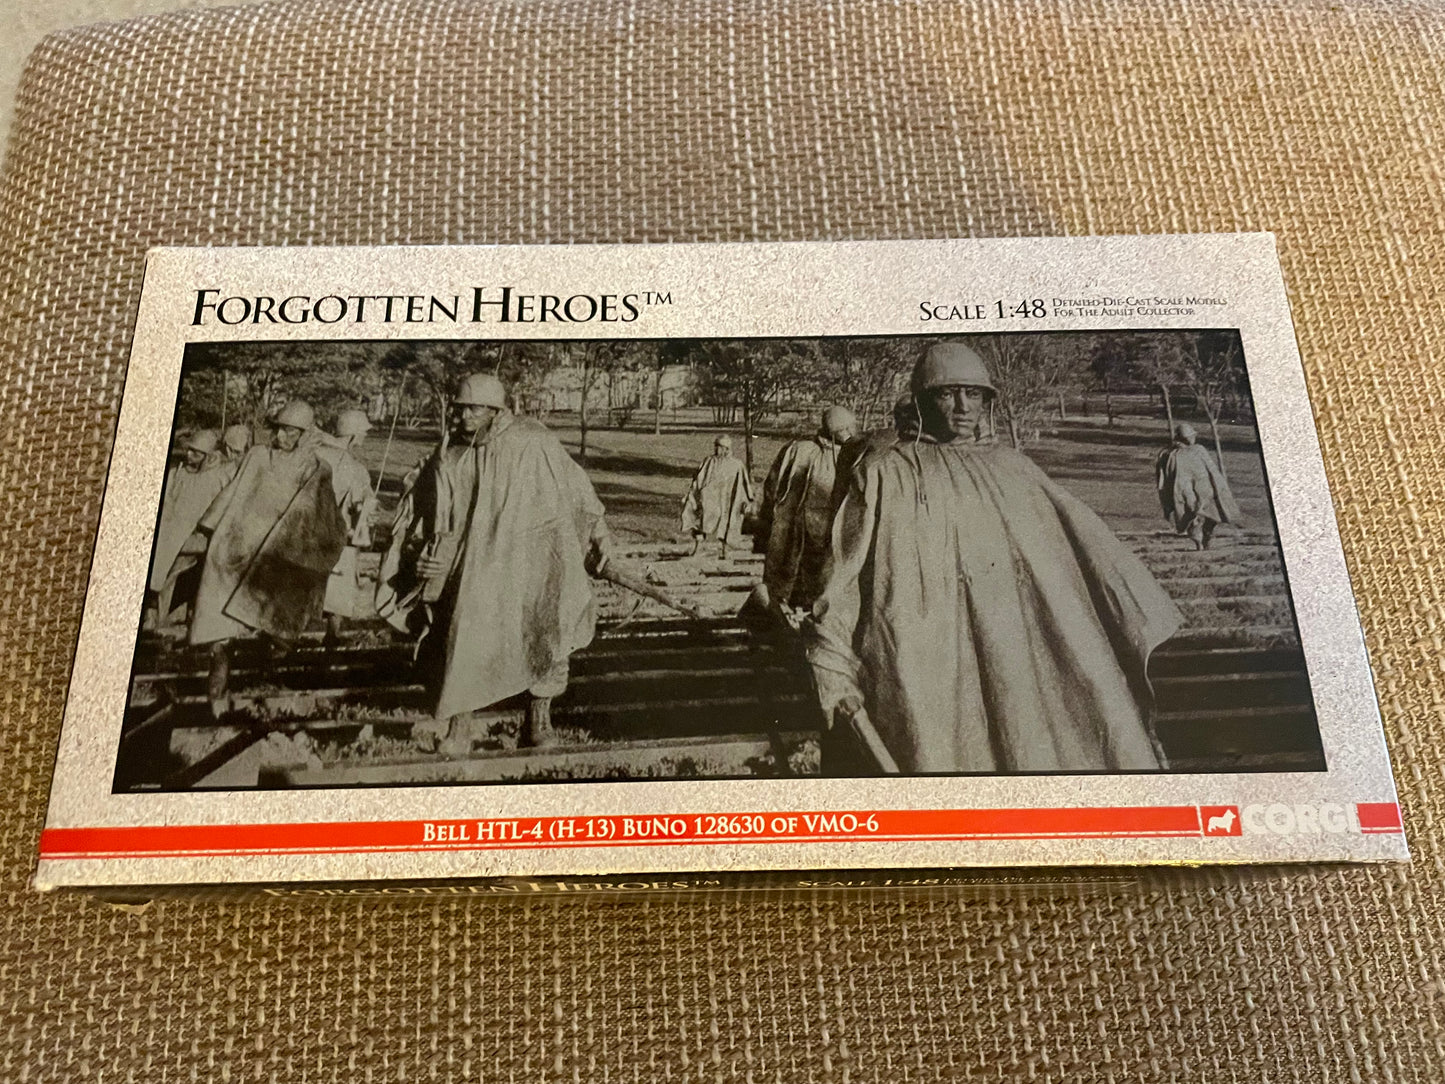 FORGOTTEN HEROES™
SCALE 1:48 DETAILED DIE-CAST SCALE MODELS
FOR THE ADULT COLLECTOR
BELL HTL-4 (H-13) BUNO 128630 OF VMO-6
CORGI
FORGOTTEN HEROES™ SCALE 1:48